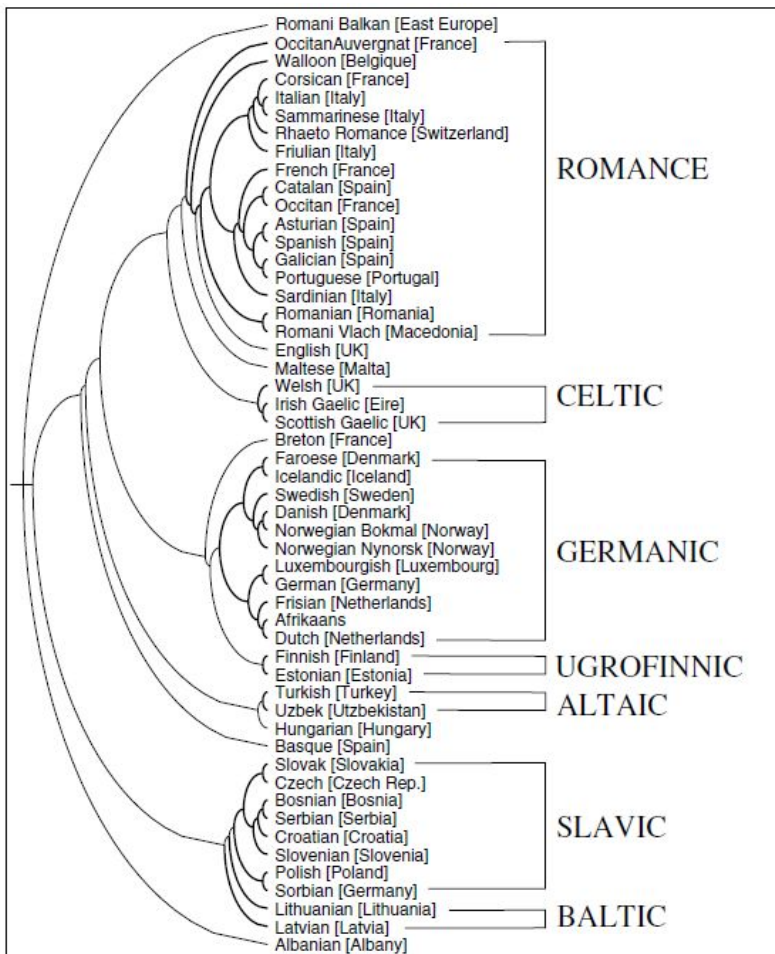 Romani Balkan [East Europe]
OccitanAuvergnat [France]
Walloon [Belgique]
Corsican [France]
Italian [Italy]
Sammarinese [Italy]
Rhaeto Romance [Switzerland]
Friulian [Italy]
ROMANCE
French [France]
Catalan [Spain]
Occitan [France]
Asturian [Spain]
Spanish [Spain]
Galician [Spain]
Portuguese [Portugal]
Sardinian [Italy]
Romanian [Romania]
Romani Vlach [Macedonia]
English [UK]
Maltese [Malta]
Welsh [UK]
Irish Gaelic [Eire]
CELTIC
Scottish Gaelic [UK]
Breton [France]
Faroese [Denmark]
Icelandic [Iceland]
Swedish [Sweden]
Danish [Denmark]
Norwegian Bokmal [Norway]
Norwegian Nynorsk [Norway]
GERMANIC
Luxembourgish [Luxembourg]
German [Germany]
Frisian [Netherlands]
Afrikaans
Dutch [Netherlands]
Finnish [Finland]
UGROFINNIC
Estonian [Estonia]
Turkish [Turkey]
ALTAIC
Uzbek [Utzbekistan]
Hungarian [Hungary]
Basque [Spain]
Slovak [Slovakia]
Czech [Czech Rep.]
Bosnian [Bosnia]
Serbian [Serbia]
SLAVIC
Croatian [Croatia]
Slovenian [Slovenia]
Polish [Poland]
Sorbian [Germany]
Lithuanian [Lithuania]
BALTIC
Latvian [Latvia]
Albanian [Albany]